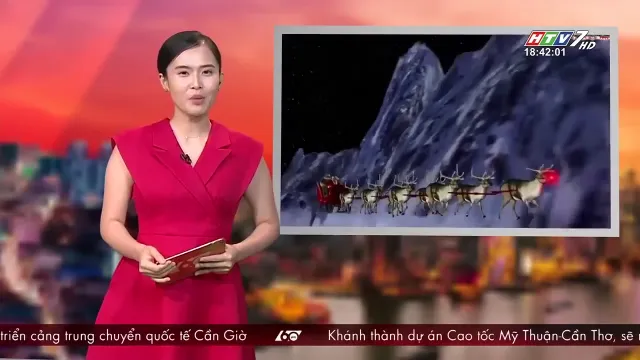 HTV7 HD
18:42:01
triển cảng trung chuyển quốc tế Cần Giờ 60 Khánh thành dự án Cao tốc Mỹ Thuận-Cần Thơ, sẽ